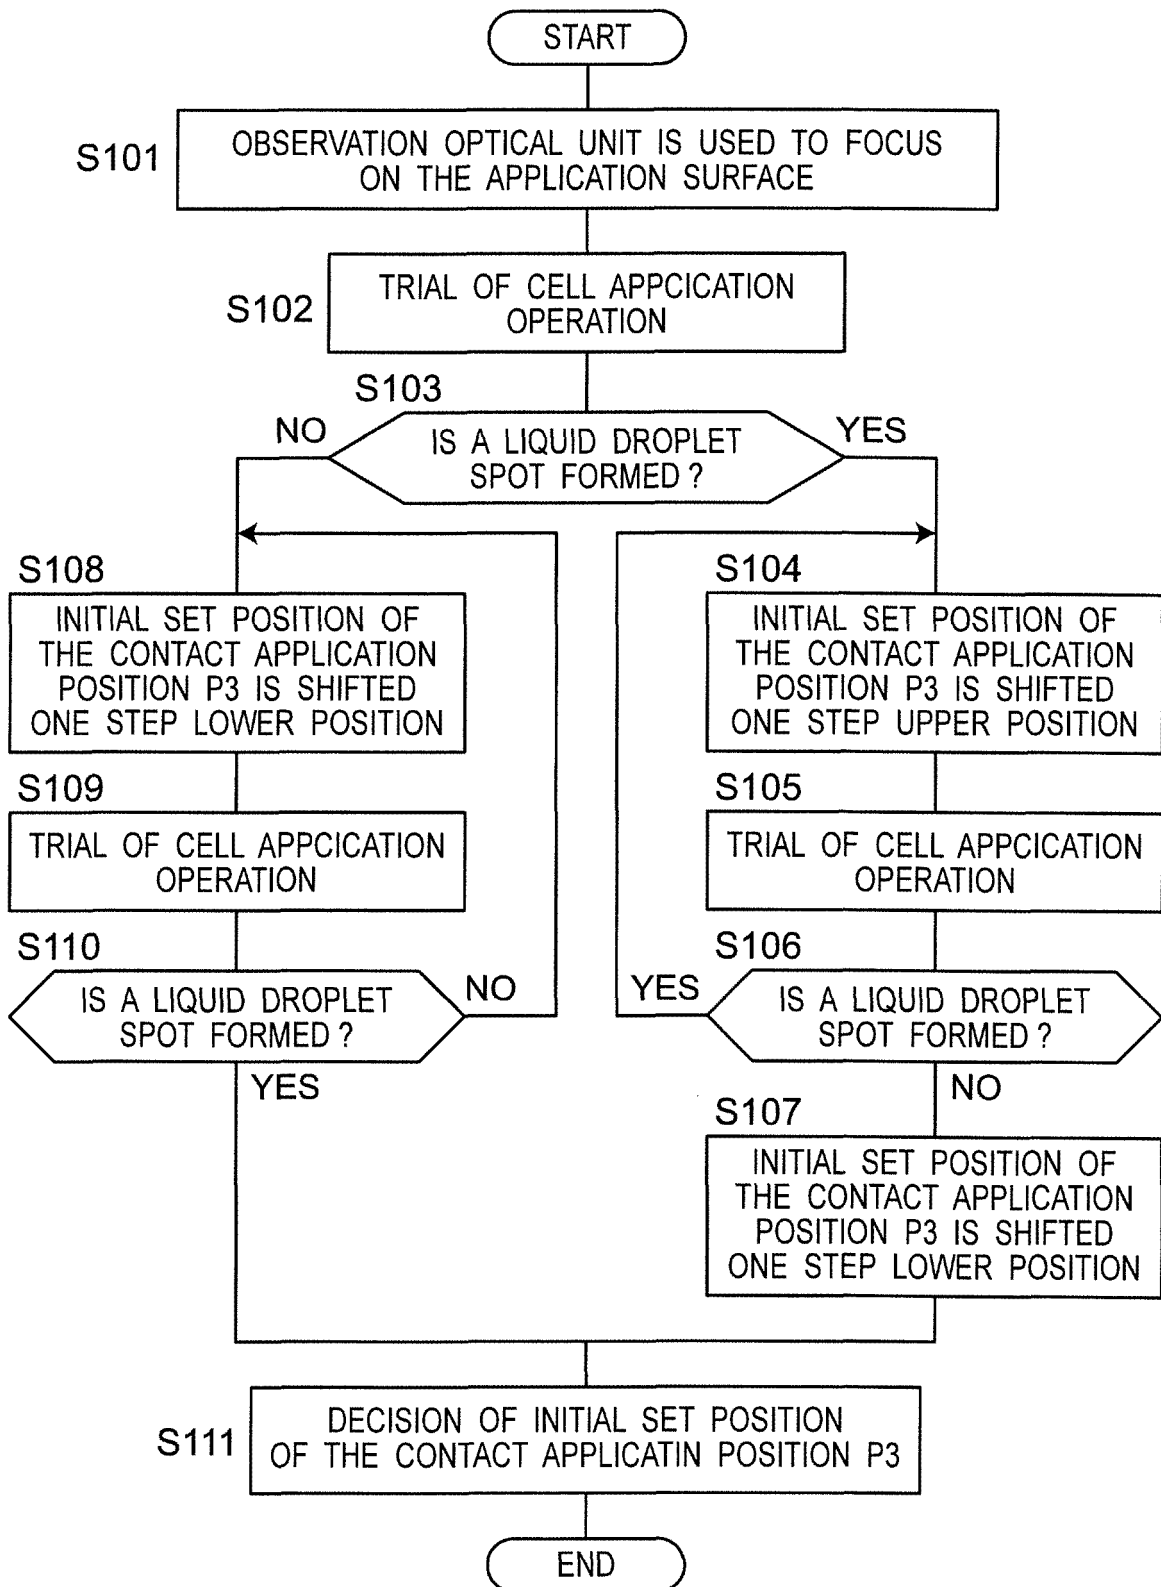 START
S101
OBSERVATION OPTICAL UNIT IS USED TO FOCUS
ON THE APPLICATION SURFACE
S102
TRIAL OF CELL APPCICATION
OPERATION
S103
NO
YES
IS A LIQUID DROPLET
SPOT FORMED ?
S108
INITIAL SET POSITION OF
THE CONTACT APPLICATION
POSITION P3 IS SHIFTED
ONE STEP LOWER POSITION
S109
TRIAL OF CELL APPCICATION
OPERATION
S110
IS A LIQUID DROPLET
SPOT FORMED ?
NO
YES
S104
INITIAL SET POSITION OF
THE CONTACT APPLICATION
POSITION P3 IS SHIFTED
ONE STEP UPPER POSITION
S105
TRIAL OF CELL APPCICATION
OPERATION
S106
YES
IS A LIQUID DROPLET
SPOT FORMED ?
NO
S107
INITIAL SET POSITION OF
THE CONTACT APPLICATION
POSITION P3 IS SHIFTED
ONE STEP LOWER POSITION
S111
DECISION OF INITIAL SET POSITION
OF THE CONTACT APPLICATIN POSITION P3
END